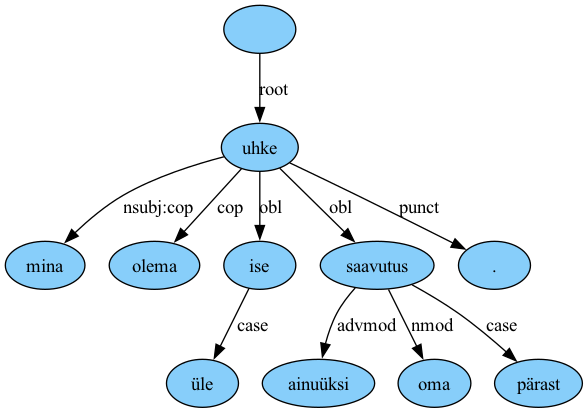 root
uhke
nsubj:cop cop obl obl punct
mina olema ise saavutus .
case advmod nmod case
üle ainuüksi oma pärast